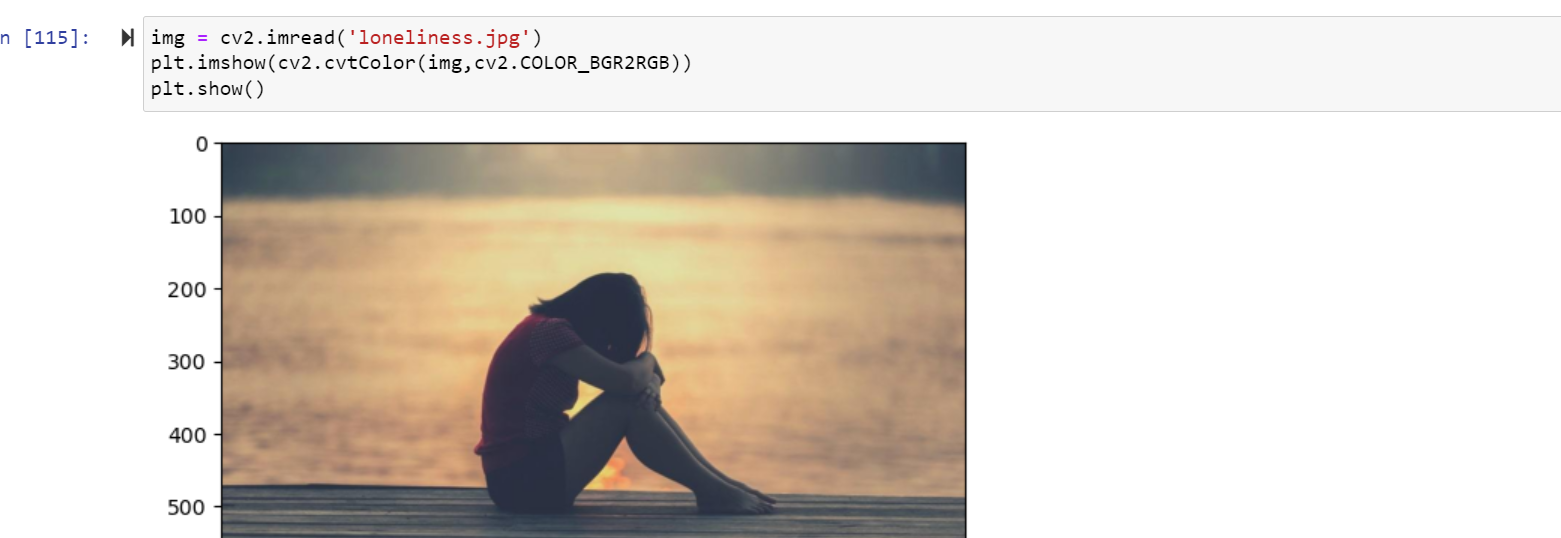 n [115]:
img = cv2.imread('loneliness.jpg')
plt.imshow(cv2.cvtColor(img,cv2.COLOR_BGR2RGB))
plt.show()
0
100
200
300
400
500